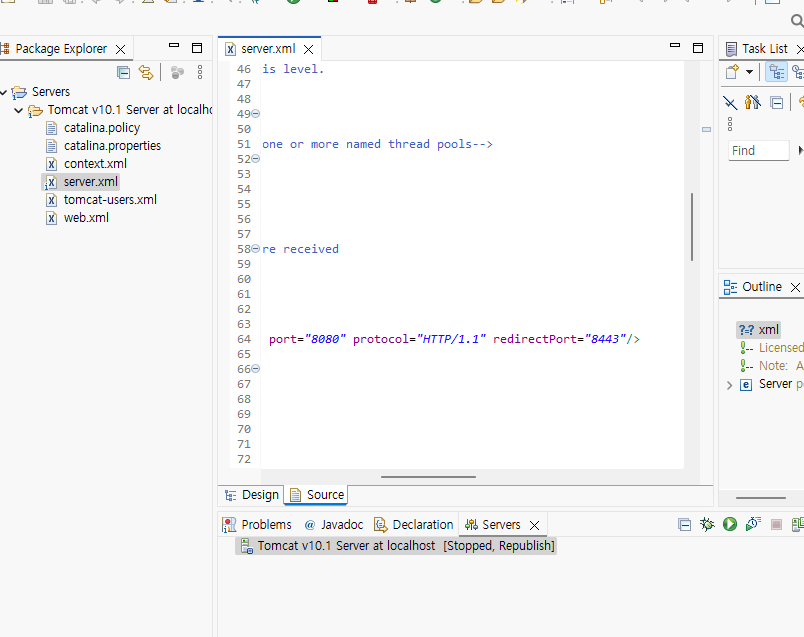 Package Explorer
Servers
Tomcat v10.1 Server at localho
catalina.policy
catalina.properties
context.xml
server.xml
tomcat-users.xml
web.xml
server.xml
46 is level.
47
48
49
50
51 one or more named thread pools-->
52
53
54
55
56
57
58 re received
59
60
61
62
63
64 port="8080" protocol="HTTP/1.1" redirectPort="8443"/>
65
66
67
68
69
70
71
72
Design Source
Problems @ Javadoc Declaration Servers
Tomcat v10.1 Server at localhost [Stopped, Republish]
Task List
Find
Outline
?=? xml
Licensed
Note: A
e Server p